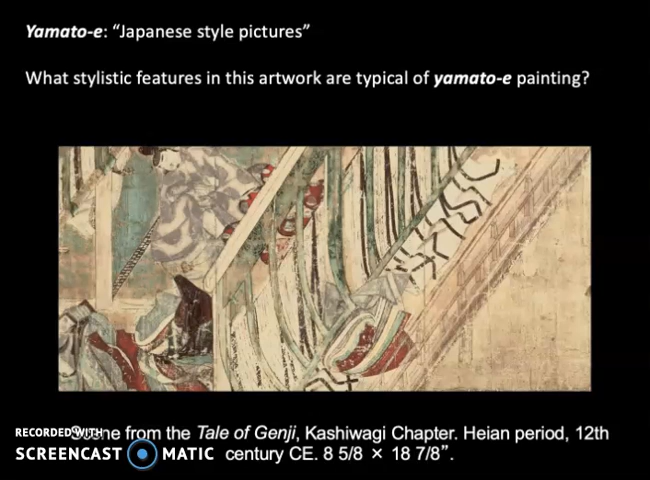 Yamato-e: “Japanese style pictures”
What stylistic features in this artwork are typical of yamato-e painting?
Scene from the Tale of Genji, Kashiwagi Chapter. Heian period, 12th
century CE. 8 5/8 × 18 7/8”.
RECORDED WITH
SCREENCAST MATIC